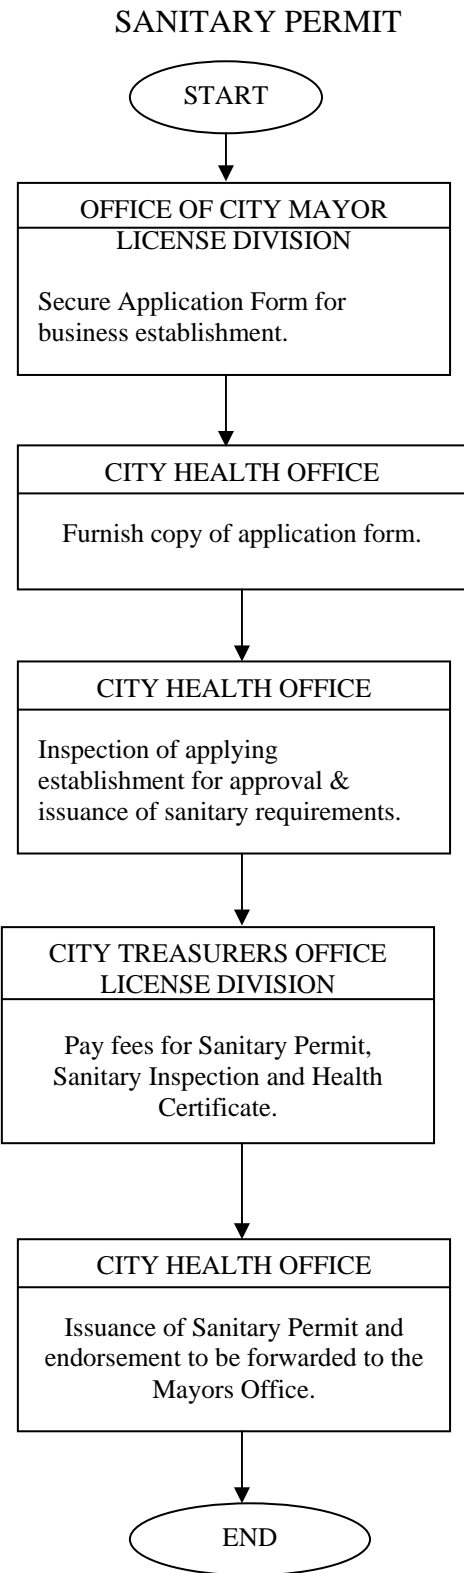 SANITARY PERMIT
START
OFFICE OF CITY MAYOR
LICENSE DIVISION
Secure Application Form for
business establishment.
CITY HEALTH OFFICE
Furnish copy of application form.
CITY HEALTH OFFICE
Inspection of applying
establishment for approval &
issuance of sanitary requirements.
CITY TREASURERS OFFICE
LICENSE DIVISION
Pay fees for Sanitary Permit,
Sanitary Inspection and Health
Certificate.
CITY HEALTH OFFICE
Issuance of Sanitary Permit and
endorsement to be forwarded to the
Mayors Office.
END